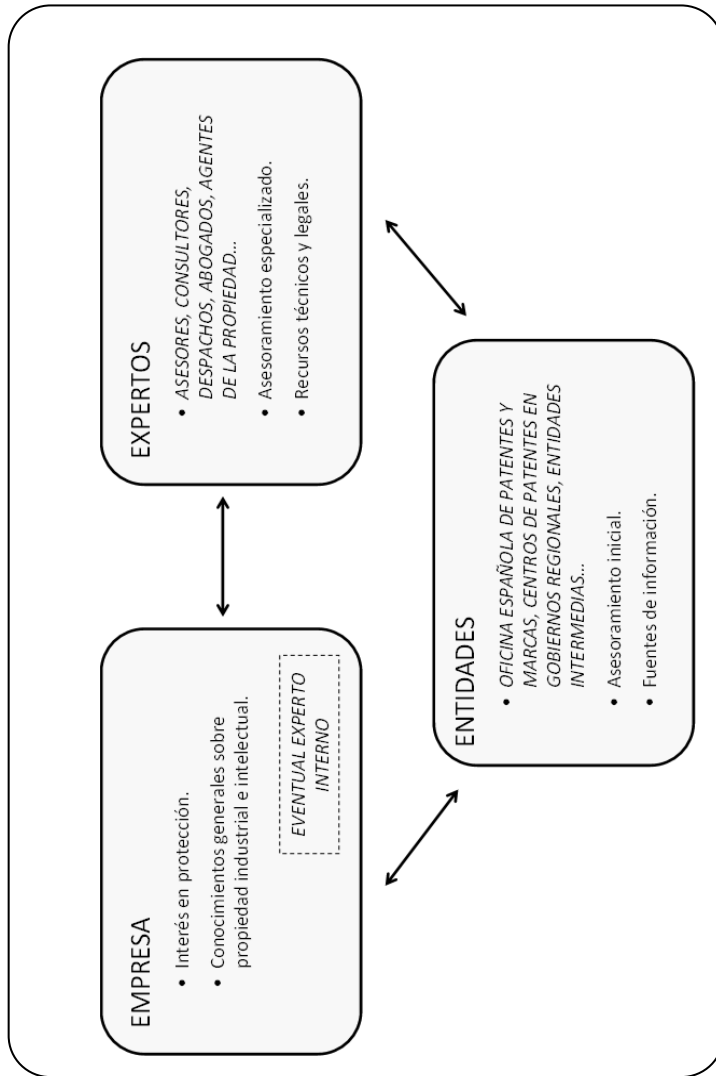 EMPRESA
• Interés en protección.
• Conocimientos generales sobre
propiedad industrial e intelectual.
EVENTUAL EXPERTO
INTERNO
EXPERTOS
• ASESORES, CONSULTORES,
DESPACHOS, ABOGADOS, AGENTES
DE LA PROPIEDAD...
• Asesoramiento especializado.
• Recursos técnicos y legales.
ENTIDADES
• OFICINA ESPAÑOLA DE PATENTES Y
MARCAS, CENTROS DE PATENTES EN
GOBIERNOS REGIONALES, ENTIDADES
INTERMEDIAS...
• Asesoramiento inicial.
• Fuentes de información.